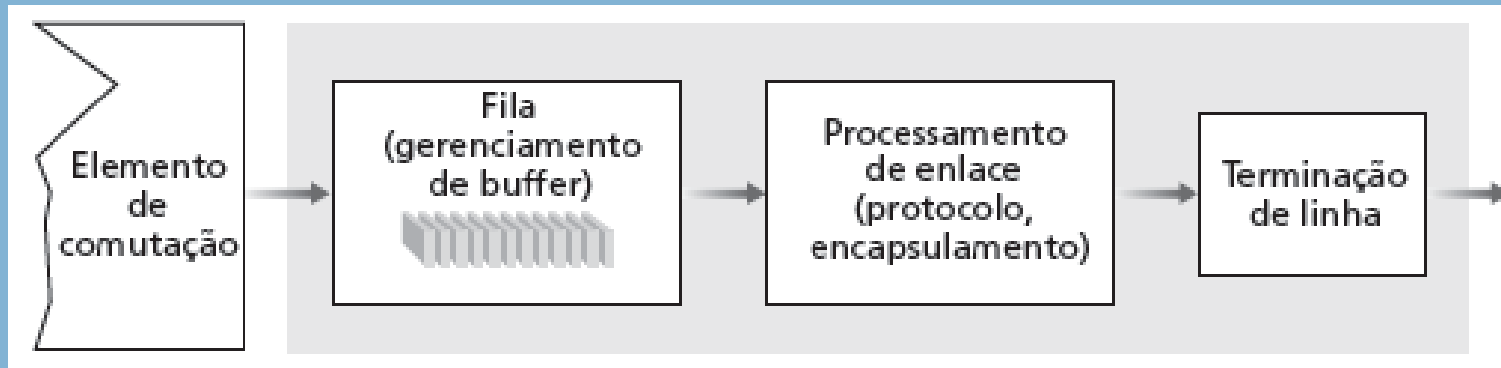 Elemento
de
comutação
Fila
(gerenciamento
de buffer)
Processamento
de enlace
(protocolo,
encapsulamento)
Terminação
de linha